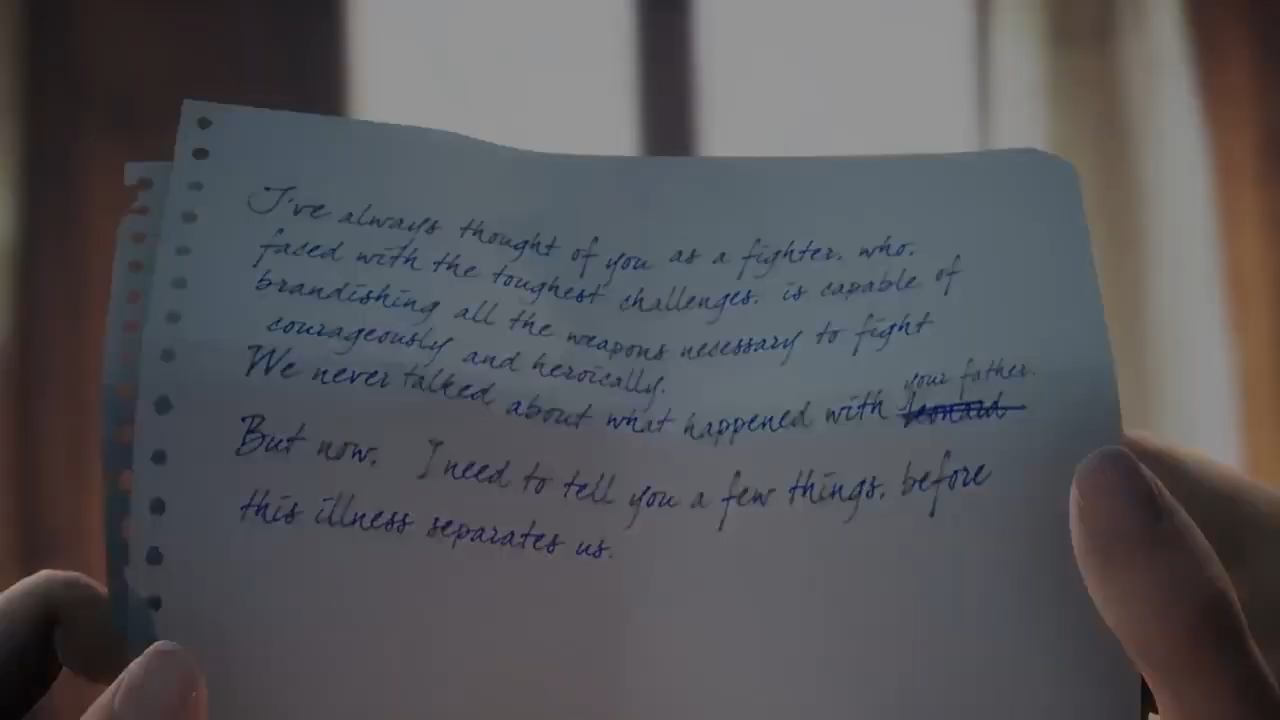 I've always thought of you as a fighter. who.
faced with the toughest challenges. is capable of
brandishing all the weapons necessary to fight
courageously and heroically.
We never talked about what happened with leonard your father.
But now. I need to tell you a few things. before
this illness separates us.